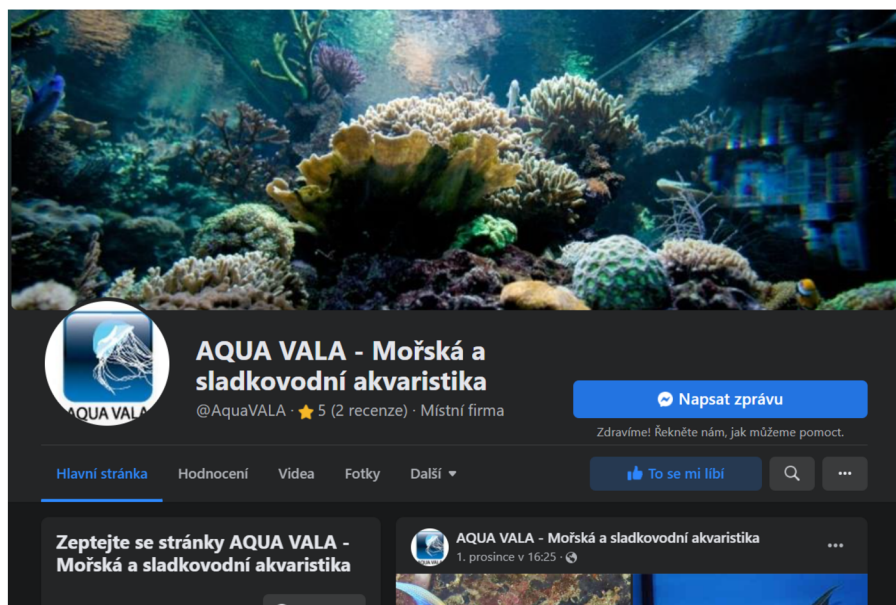 AQUA VALA
AQUA VALA - Mořská a
sladkovodní akvaristika
@AquaVALA · 5 (2 recenze) · Místní firma
Napsat zprávu
Zdravíme! Řekněte nám, jak můžeme pomoct.
Hlavní stránka Hodnocení Videa Fotky Další
To se mi líbí
Zeptejte se stránky AQUA VALA -
Mořská a sladkovodní akvaristika
AQUA VALA - Mořská a sladkovodní akvaristika
1. prosince v 16:25 ·